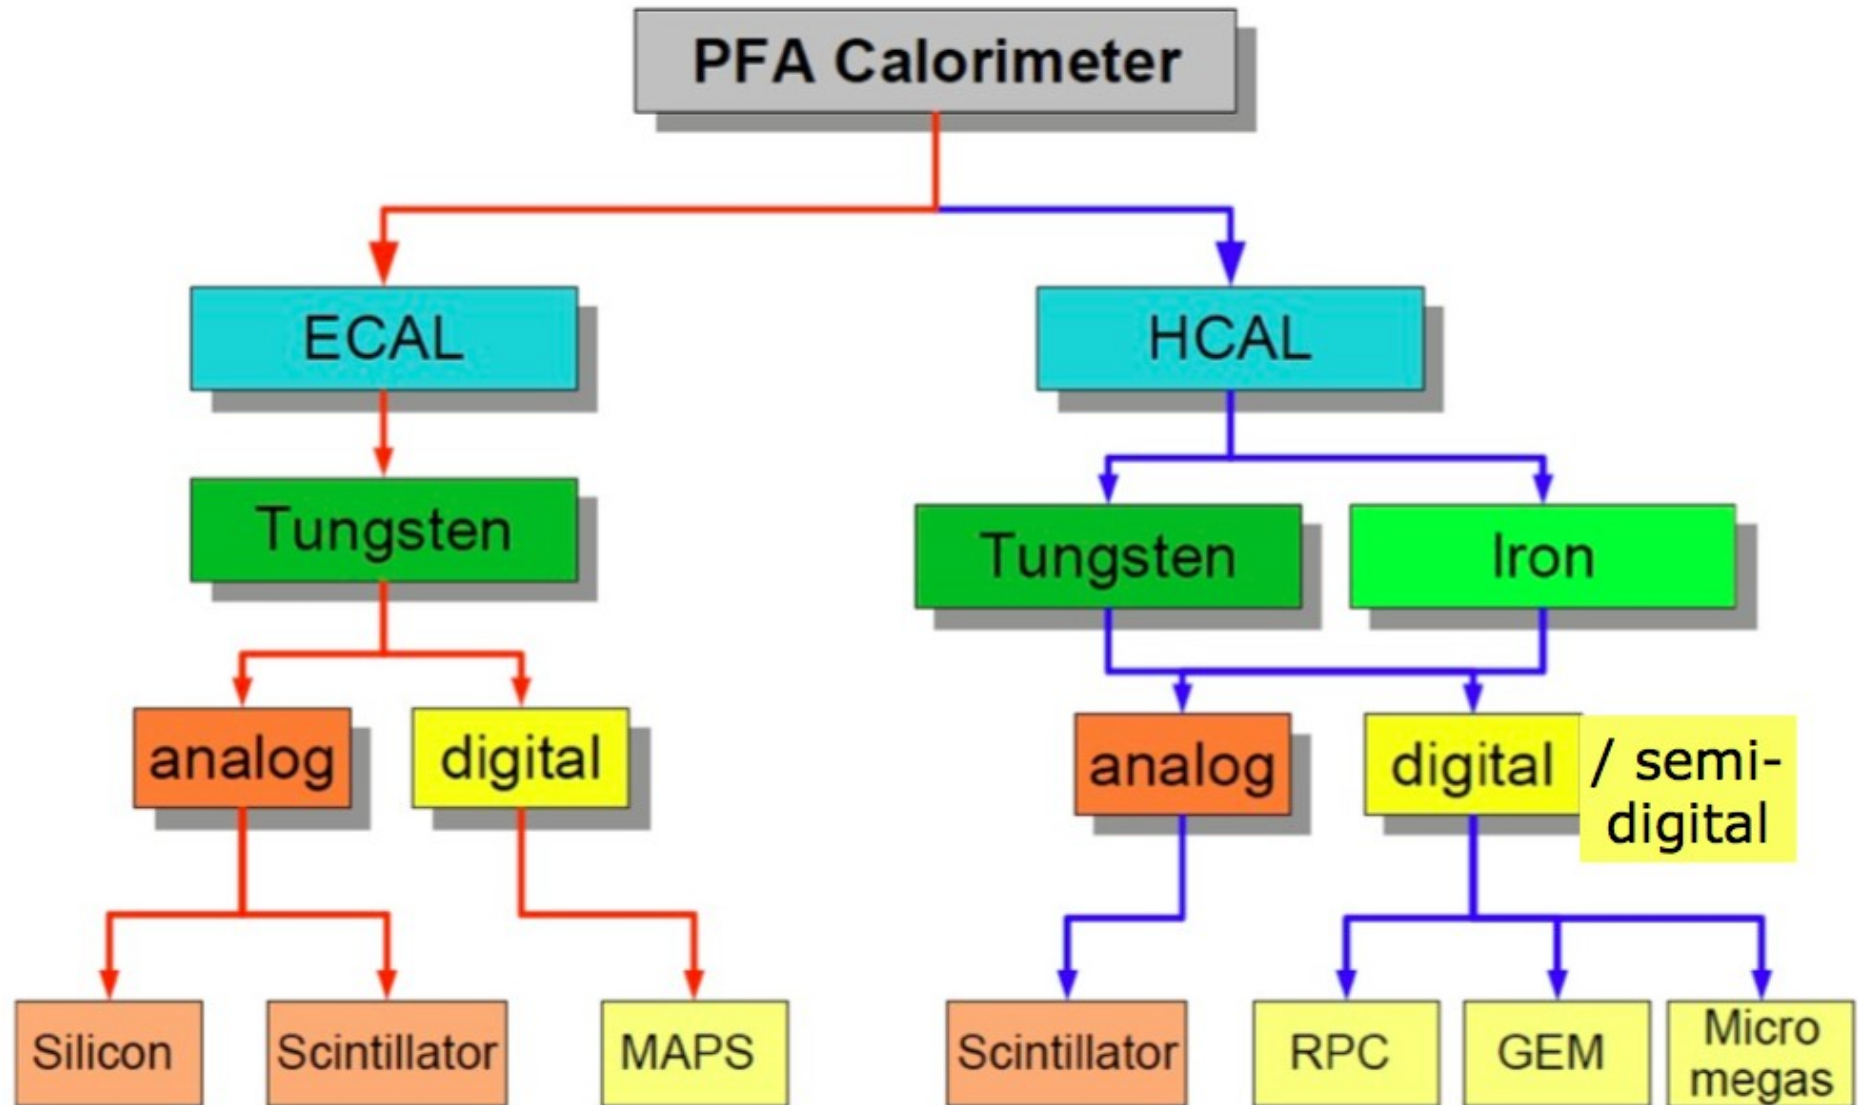 PFA Calorimeter
ECAL
HCAL
Tungsten
Tungsten
Iron
analog
digital
analog
digital
/ semi-
digital
Silicon
Scintillator
MAPS
Scintillator
RPC
GEM
Micro
megas